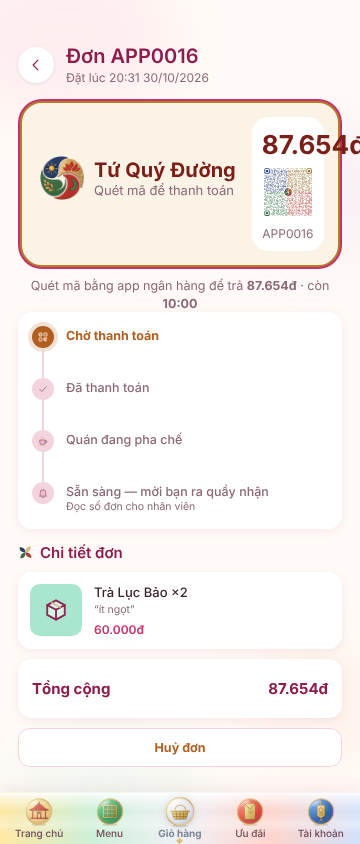 Đơn APP0016
Đặt lúc 20:31 30/10/2026
Tứ Quý Đường
Quét mã để thanh toán
87.654đ
APP0016
Quét mã bằng app ngân hàng để trả 87.654đ · còn
10:00
Chờ thanh toán
Đã thanh toán
Quán đang pha chế
Sẵn sàng — mời bạn ra quầy nhận
Đọc số đơn cho nhân viên
Chi tiết đơn
Trà Lục Bảo ×2
“ít ngọt”
60.000đ
Tổng cộng
87.654đ
Huỷ đơn
Trang chủ
Menu
Giỏ hàng
Ưu đãi
Tài khoản